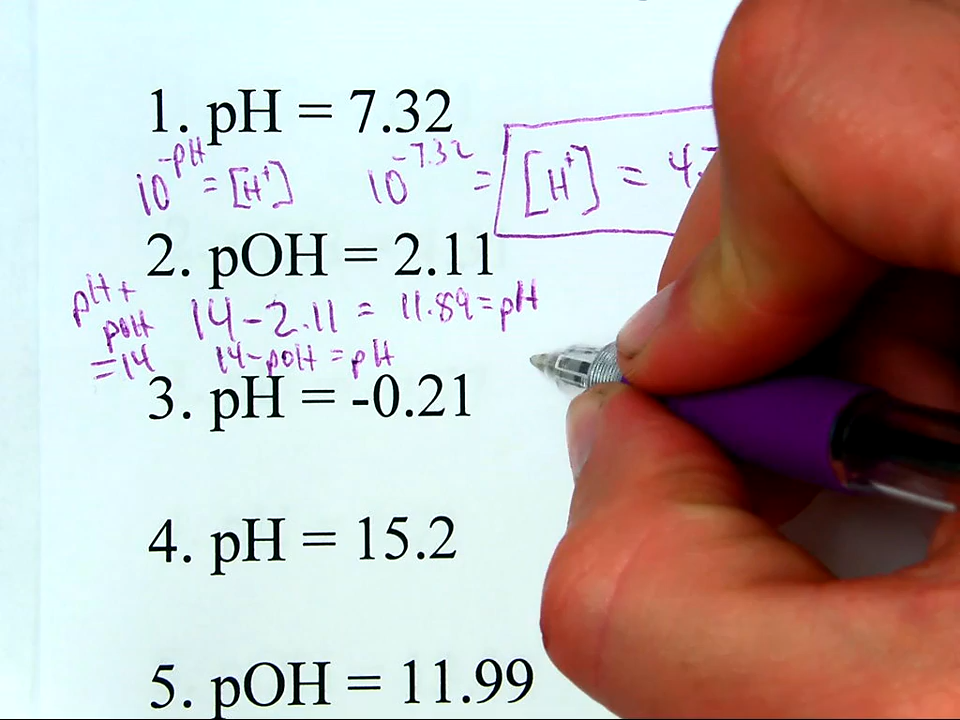 1. pH = 7.32
10^-pH = [H⁺] 10^-7.32 = [H⁺] = 4.
2. pOH = 2.11
pH + pOH = 14
14 - 2.11 = 11.89 = pH
14 - pOH = pH
3. pH = -0.21
4. pH = 15.2
5. pOH = 11.99